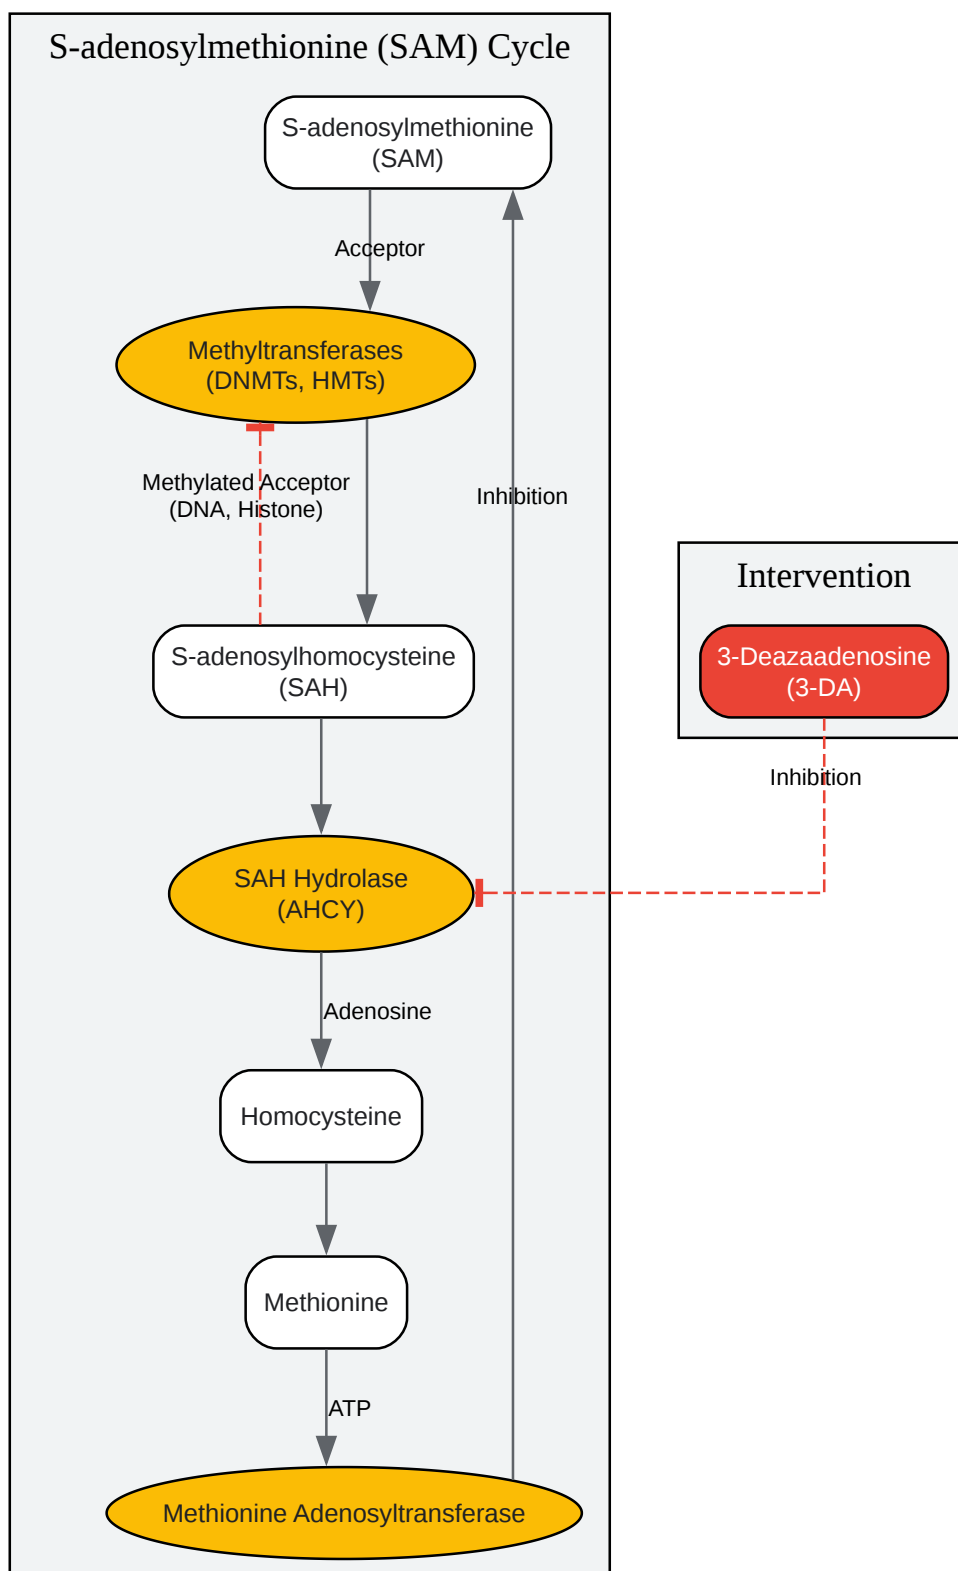 S-adenosylmethionine (SAM) Cycle
S-adenosylmethionine
(SAM)
Acceptor
Methyltransferases
(DNMTs, HMTs)
Methylated Acceptor
(DNA, Histone)
Inhibition
Intervention
S-adenosylhomocysteine
(SAH)
3-Deazaadenosine
(3-DA)
Inhibition
SAH Hydrolase
(AHCY)
Adenosine
Homocysteine
Methionine
ATP
Methionine Adenosyltransferase